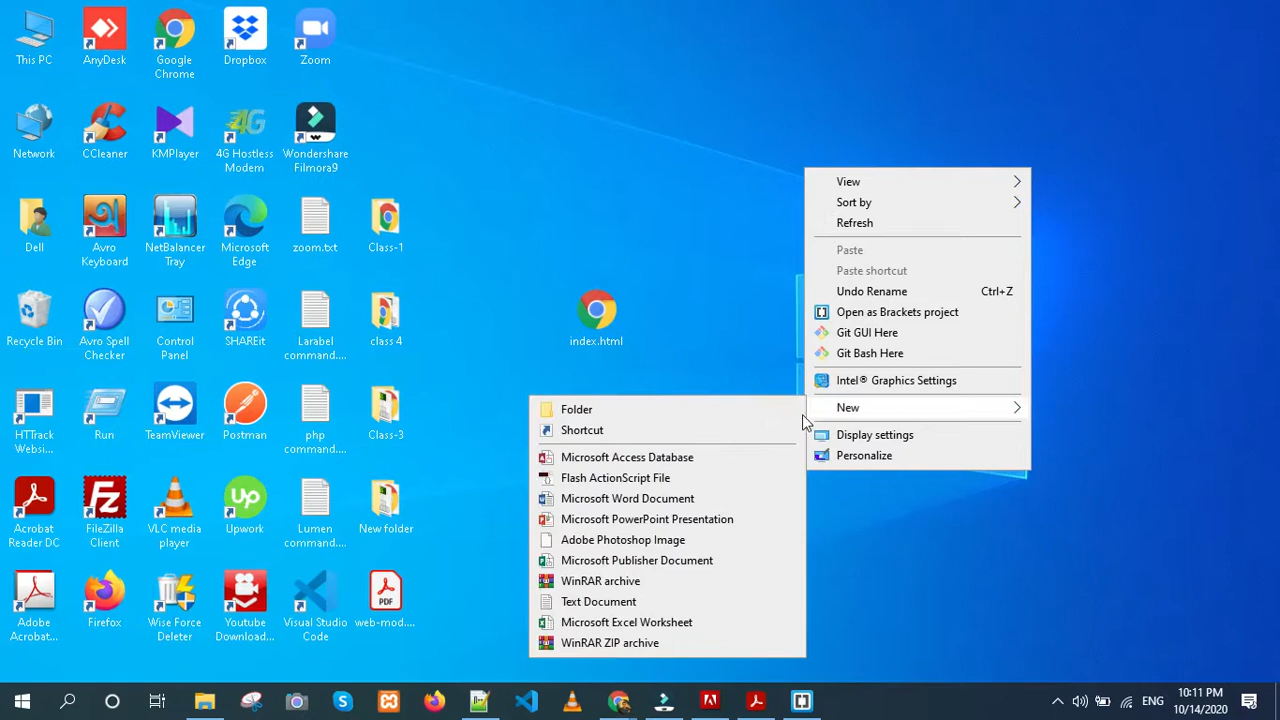 This PC
AnyDesk
Google
Chrome
Dropbox
Zoom
Network
CCleaner
KMPlayer
4G Hostless
Modem
Wondershare
Filmora9
Dell
Avro
Keyboard
NetBalancer
Tray
Microsoft
Edge
zoom.txt
Class-1
Recycle Bin
Avro Spell
Checker
Control
Panel
SHAREit
Larabel
command....
class 4
index.html
HTTrack
Websi...
Run
TeamViewer
Postman
php
command....
Class-3
Acrobat
Reader DC
FileZilla
Client
VLC media
player
Upwork
Lumen
command....
New folder
Adobe
Acrobat...
Firefox
Wise Force
Deleter
Youtube
Download...
Visual Studio
Code
PDF
web-mod....
View
Sort by
Refresh
Paste
Paste shortcut
Undo Rename Ctrl+Z
Open as Brackets project
Git GUI Here
Git Bash Here
Intel® Graphics Settings
New
Display settings
Personalize
Folder
Shortcut
Microsoft Access Database
Flash ActionScript File
Microsoft Word Document
Microsoft PowerPoint Presentation
Adobe Photoshop Image
Microsoft Publisher Document
WinRAR archive
Text Document
Microsoft Excel Worksheet
WinRAR ZIP archive
ENG
10:11 PM
10/14/2020